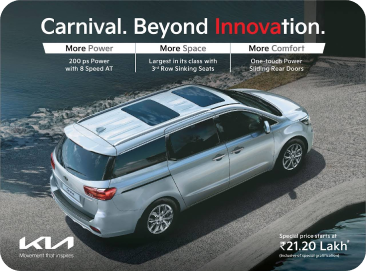 Carnival. Beyond Innovation.
More Power
200 ps Power
with 8 Speed AT
More Space
Largest in its class with
3rd Row Sinking Seats
More Comfort
One-touch Power
Sliding Rear Doors
KIA
Movement that inspires
Special price starts at
₹21.20 Lakh*